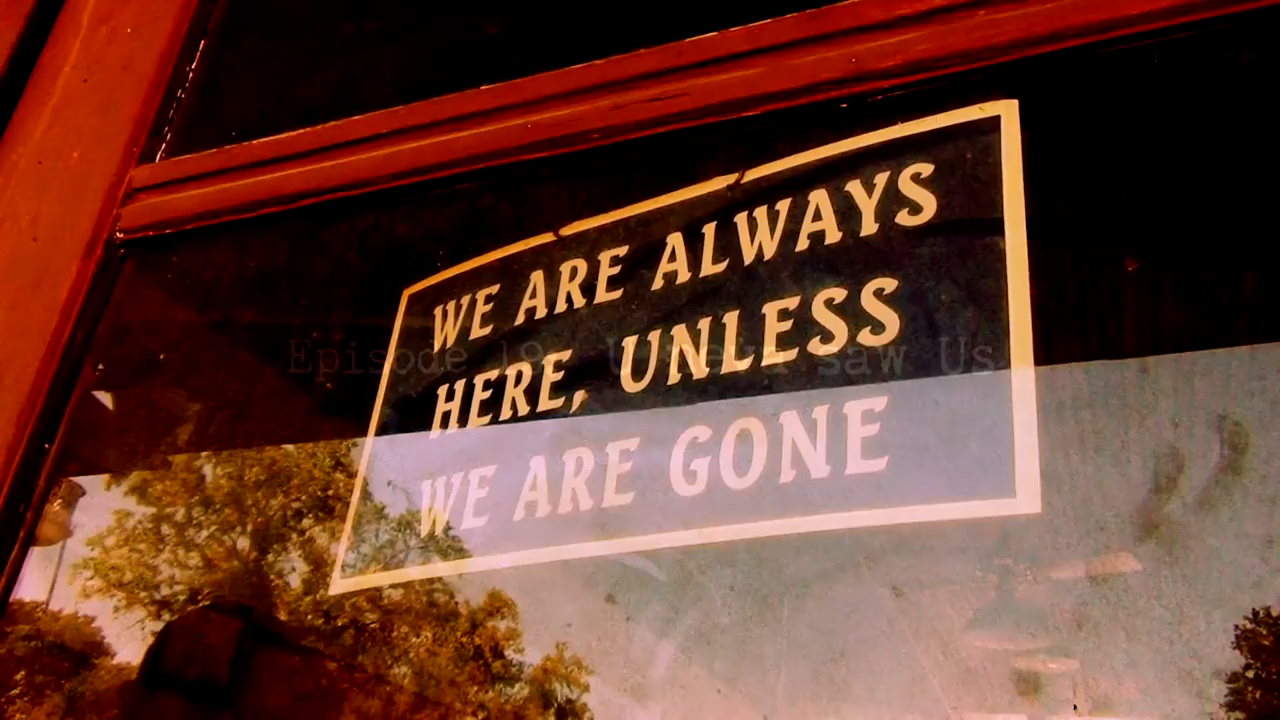 WE ARE ALWAYS
HERE, UNLESS
WE ARE GONE
Episode 19: U saw Us